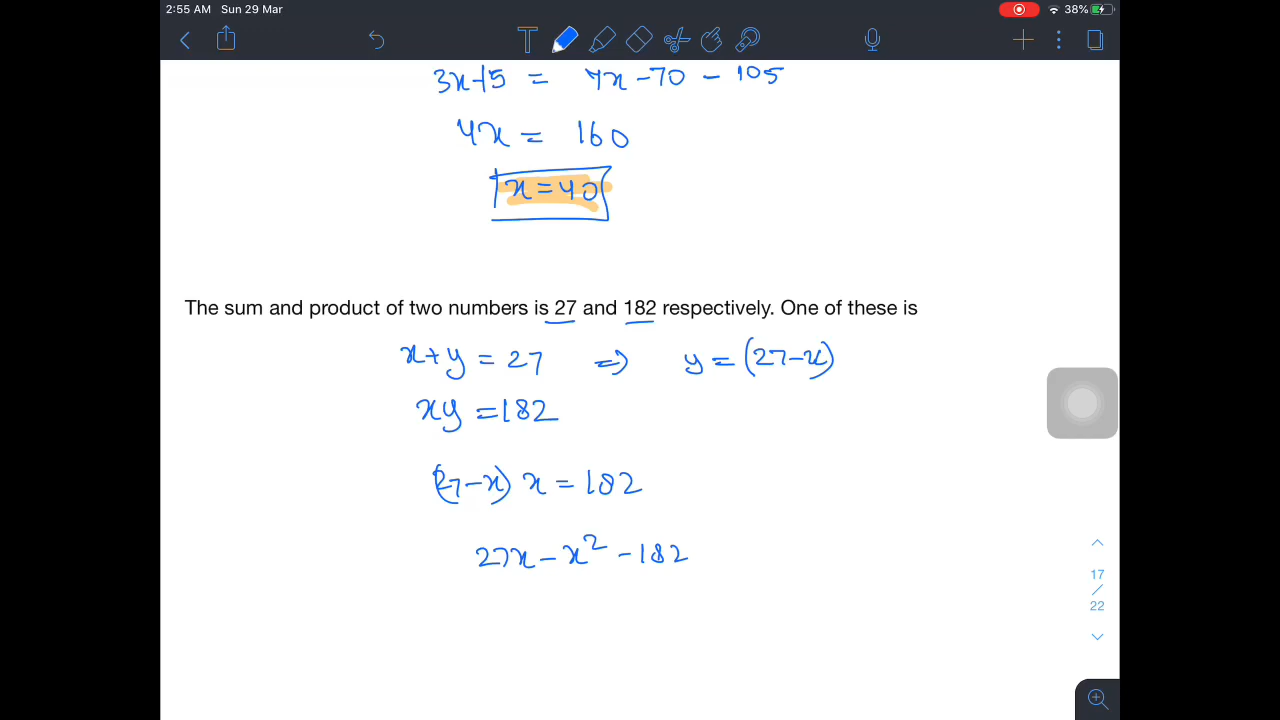 2:55 AM Sun 29 Mar 38%
T
3x-15 = 7x-70 - 105
4x = 160
x = 40
The sum and product of two numbers is 27 and 182 respectively. One of these is
x+y = 27 => y = (27-x)
xy = 182
(27-x) x = 182
27x - x² - 182
17
/
22